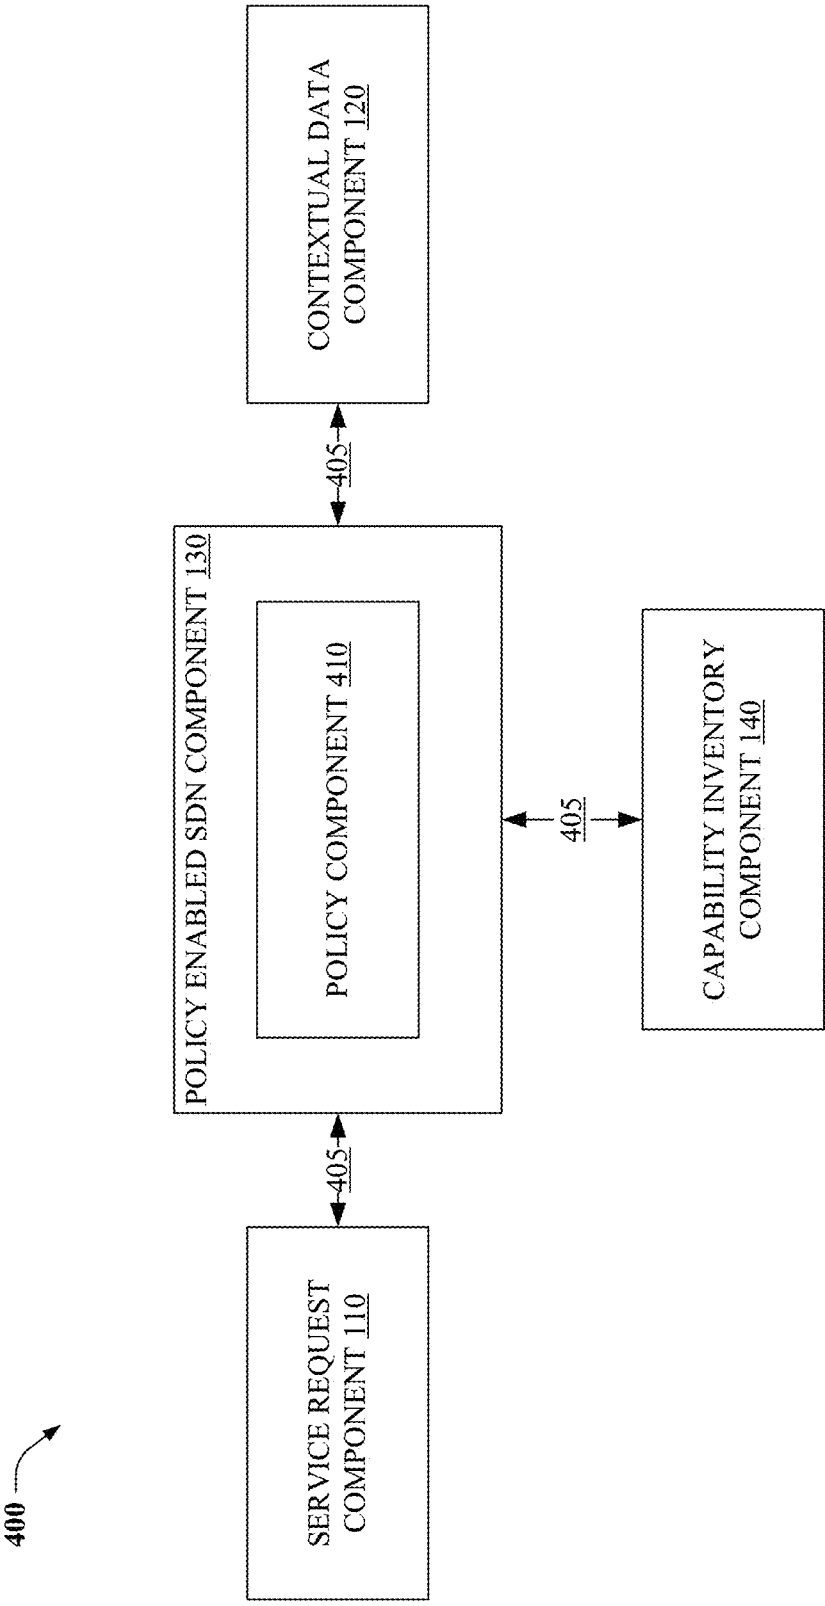 400
POLICY ENABLED SDN COMPONENT 130
SERVICE REQUEST
COMPONENT 110
405
POLICY COMPONENT 410
405
CONTEXTUAL DATA
COMPONENT 120
405
CAPABILITY INVENTORY
COMPONENT 140